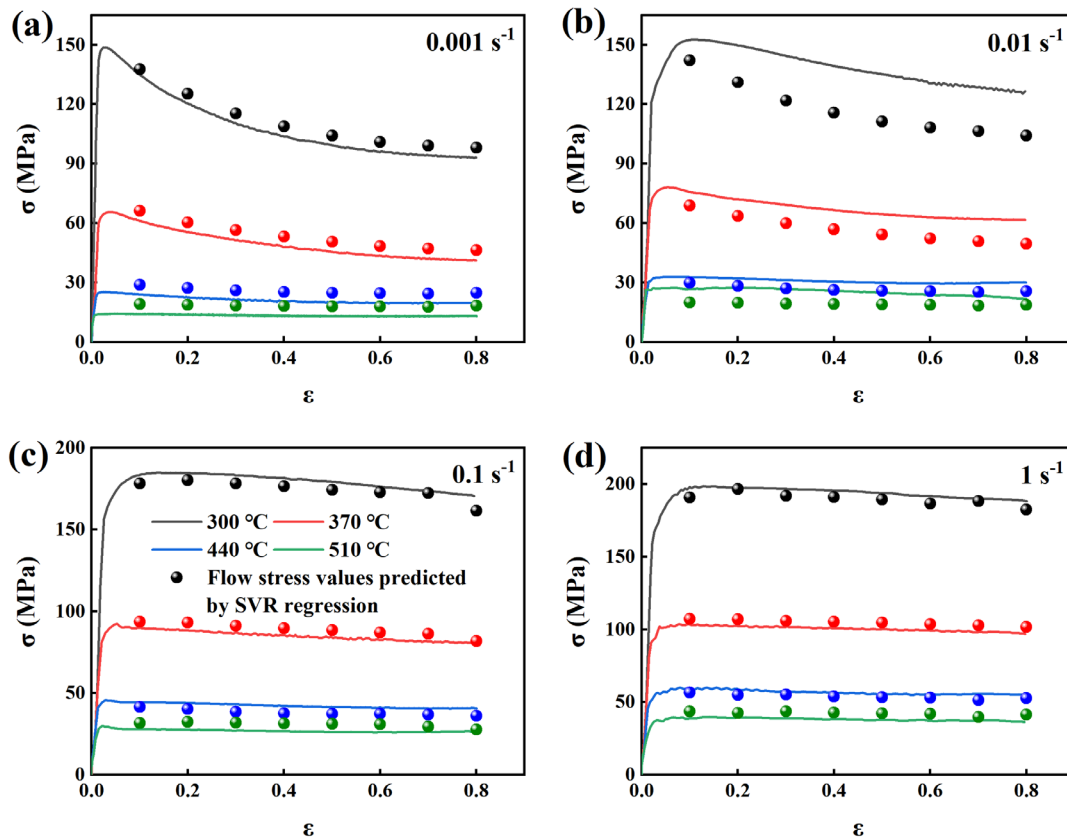 (a)
0.001 s⁻¹
150
120
90
60
30
0
σ (MPa)
0.0 0.2 0.4 0.6 0.8
ε
(b)
0.01 s⁻¹
150
120
90
60
30
0
σ (MPa)
0.0 0.2 0.4 0.6 0.8
ε
(c)
0.1 s⁻¹
200
150
100
50
0
σ (MPa)
300 °C 370 °C
440 °C 510 °C
Flow stress values predicted
by SVR regression
0.0 0.2 0.4 0.6 0.8
ε
(d)
1 s⁻¹
200
150
100
50
0
σ (MPa)
0.0 0.2 0.4 0.6 0.8
ε